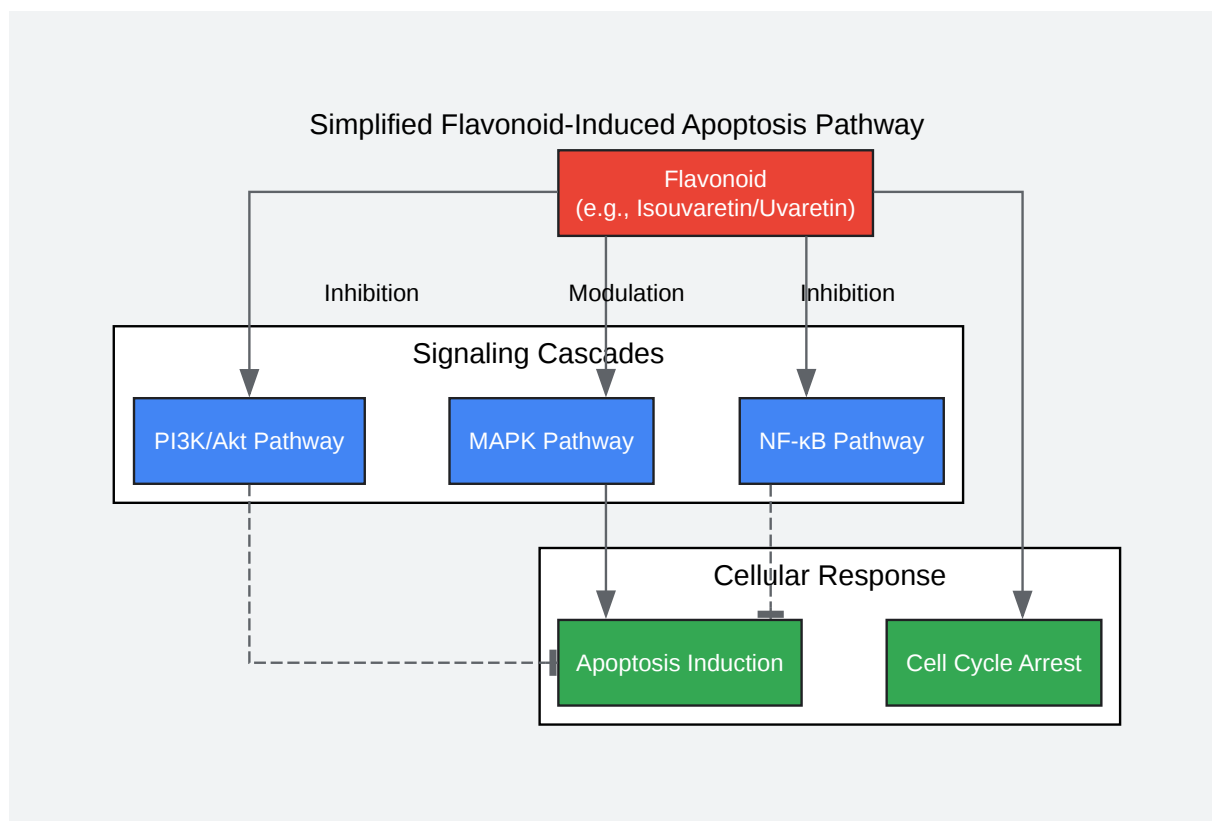 Simplified Flavonoid-Induced Apoptosis Pathway
Flavonoid
(e.g., Isouvaretin/Uvaretin)
Inhibition
Modulation
Inhibition
Signaling Cascades
PI3K/Akt Pathway
MAPK Pathway
NF-κB Pathway
Cellular Response
Apoptosis Induction
Cell Cycle Arrest